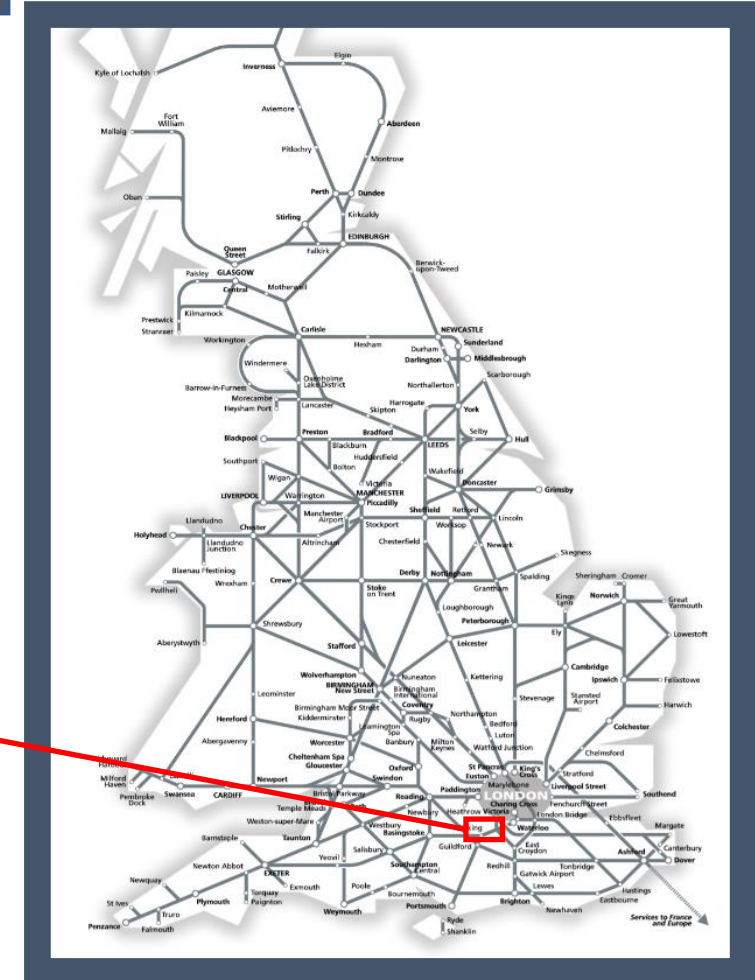 Elgin
Inverness
Kyle of Lochalsh
Aviemore
Fort
William
Mallaig
Aberdeen
Pitlochry
Montrose
Perth
Dundee
Oban
Stirling
Kirkcaldy
EDINBURGH
Queen
Street
Falkirk
Berwick-
upon-Tweed
Paisley
GLASGOW
Central
Motherwell
Prestwick
Kilmarnock
Stranraer
Carlisle
NEWCASTLE
Workington
Hexham
Sunderland
Durham
Darlington
Middlesbrough
Windermere
Scarborough
Oxenholme
Lake District
Barrow-in-Furness
Northallerton
Morecambe
Heysham Port
Lancaster
Harrogate
York
Skipton
Blackpool
Preston
Bradford
Selby
Hull
Blackburn
LEEDS
Huddersfield
Southport
Bolton
Wakefield
Wigan
Victoria
Doncaster
LIVERPOOL
Warrington
MANCHESTER
Piccadilly
Grimsby
Manchester
Airport
Sheffield
Retford
Llandudno
Chester
Stockport
Worksop
Lincoln
Holyhead
Llandudno
Junction
Altrincham
Chesterfield
Newark
Skegness
Blaenau Ffestiniog
Wrexham
Crewe
Stoke
on Trent
Derby
Nottingham
Grantham
Spalding
Sheringham
Cromer
Pwllheli
Kings
Lynn
Norwich
Great
Yarmouth
Loughborough
Peterborough
Aberystwyth
Shrewsbury
Ely
Lowestoft
Stafford
Leicester
Wolverhampton
Nuneaton
Kettering
Cambridge
BIRMINGHAM
New Street
Birmingham
International
Ipswich
Felixstowe
Leominster
Birmingham Moor Street
Coventry
Stevenage
Stansted
Airport
Harwich
Kidderminster
Rugby
Northampton
Hereford
Leamington
Spa
Bedford
Colchester
Abergavenny
Worcester
Banbury
Milton
Keynes
Luton
Chelmsford
Cheltenham Spa
Watford Junction
Gloucester
Oxford
St Pancras
King's
Cross
Milford
Haven
Swindon
Euston
Stratford
Newport
Marylebone
Liverpool Street
Pembroke
Dock
Swansea
CARDIFF
Parkway
Reading
Paddington
LONDON
Southend
Temple Meads
Newbury
Heathrow
Victoria
Charing Cross
Fenchurch Street
Weston-super-Mare
London Bridge
Ebbsfleet
Westbury
Basingstoke
King
Waterloo
Margate
Barnstaple
Taunton
Salisbury
Guildford
East
Croydon
Canterbury
Yeovil
Redhill
Ashford
Dover
Newton Abbot
Southampton
Central
Tonbridge
EXETER
Gatwick Airport
Newquay
Exmouth
Poole
Lewes
Hastings
Torquay
Bournemouth
Eastbourne
St Ives
Plymouth
Paignton
Portsmouth
Brighton
Newhaven
Truro
Weymouth
Ryde
Services to France
and Europe
Penzance
Falmouth
Shanklin